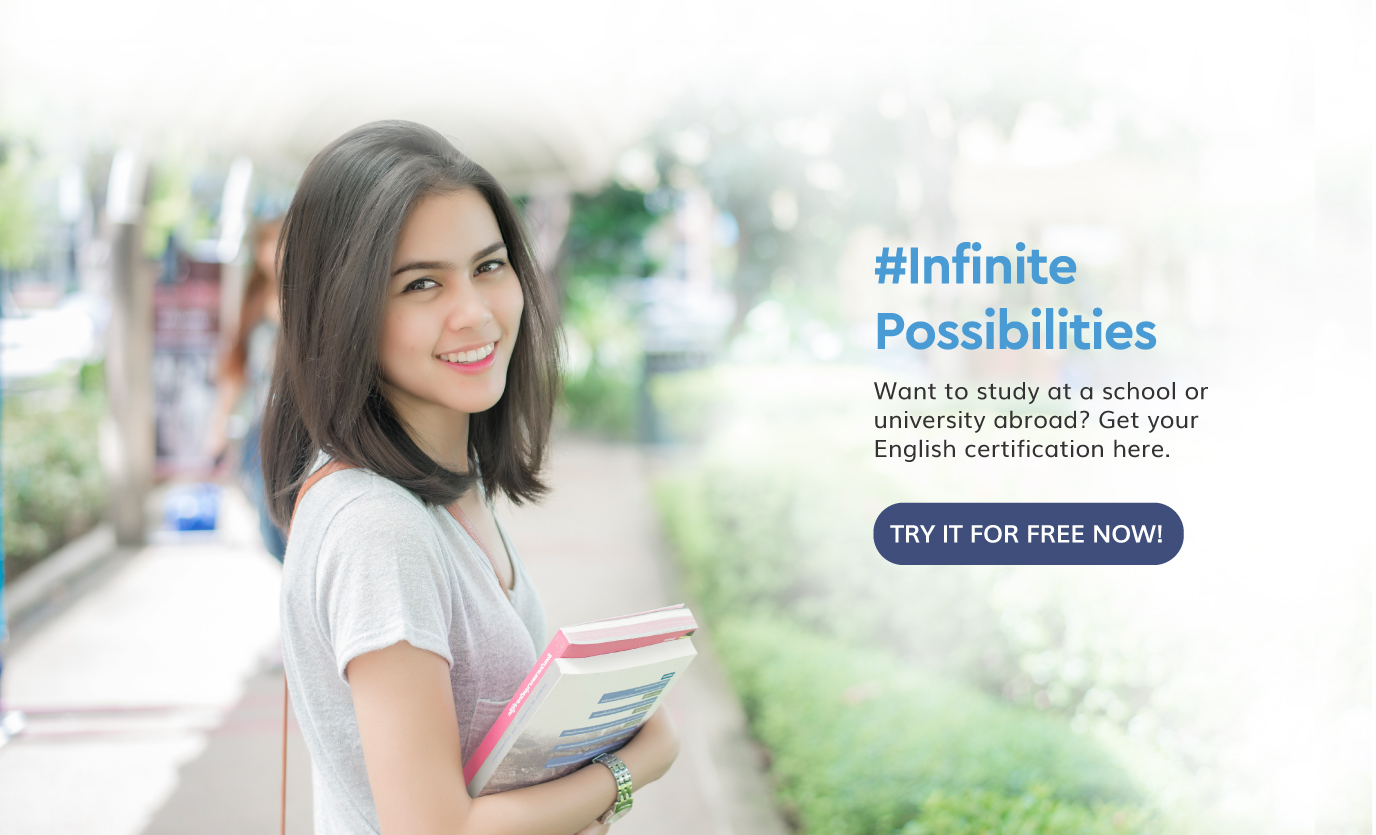 #Infinite
Possibilities
Want to study at a school or
university abroad? Get your
English certification here.
TRY IT FOR FREE NOW!